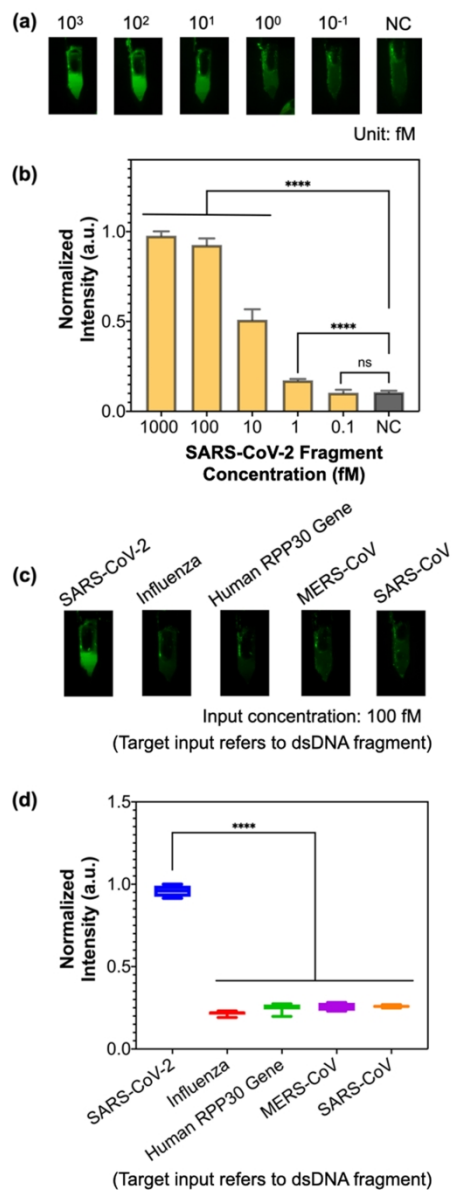 (a)
10³ 10² 10¹ 10⁰ 10⁻¹ NC
Unit: fM
(b)
Normalized
Intensity (a.u.)
1.0
0.5
0.0
****
****
ns
1000 100 10 1 0.1 NC
SARS-CoV-2 Fragment
Concentration (fM)
(c)
SARS-CoV-2
Influenza
Human RPP30 Gene
MERS-CoV
SARS-CoV
Input concentration: 100 fM
(Target input refers to dsDNA fragment)
(d)
Normalized
Intensity (a.u.)
1.5
1.0
0.5
0.0
****
SARS-CoV-2
Influenza
Human RPP30 Gene
MERS-CoV
SARS-CoV
(Target input refers to dsDNA fragment)